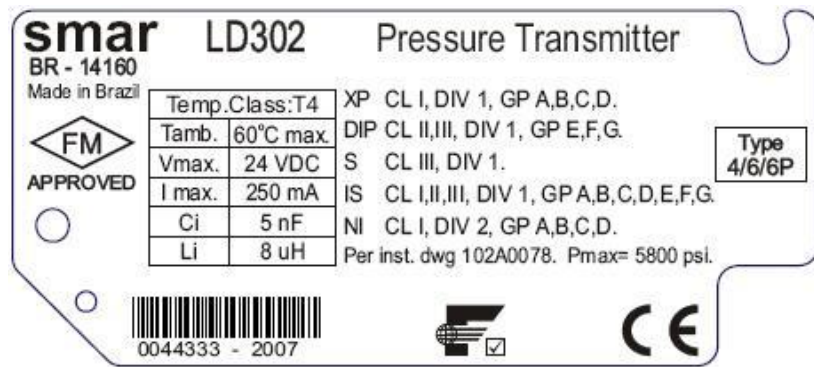 smar LD302 Pressure Transmitter
BR - 14160
Made in Brazil
FM
APPROVED
Temp.Class:T4
Tamb. 60°C max.
Vmax. 24 VDC
I max. 250 mA
Ci 5 nF
Li 8 uH
XP CL I, DIV 1, GP A,B,C,D.
DIP CL II,III, DIV 1, GP E,F,G.
S CL III, DIV 1.
IS CL I,II,III, DIV 1, GP A,B,C,D,E,F,G.
NI CL I, DIV 2, GP A,B,C,D.
Per inst. dwg 102A0078. Pmax= 5800 psi.
Type
4/6/6P
0044333 - 2007
F
CE